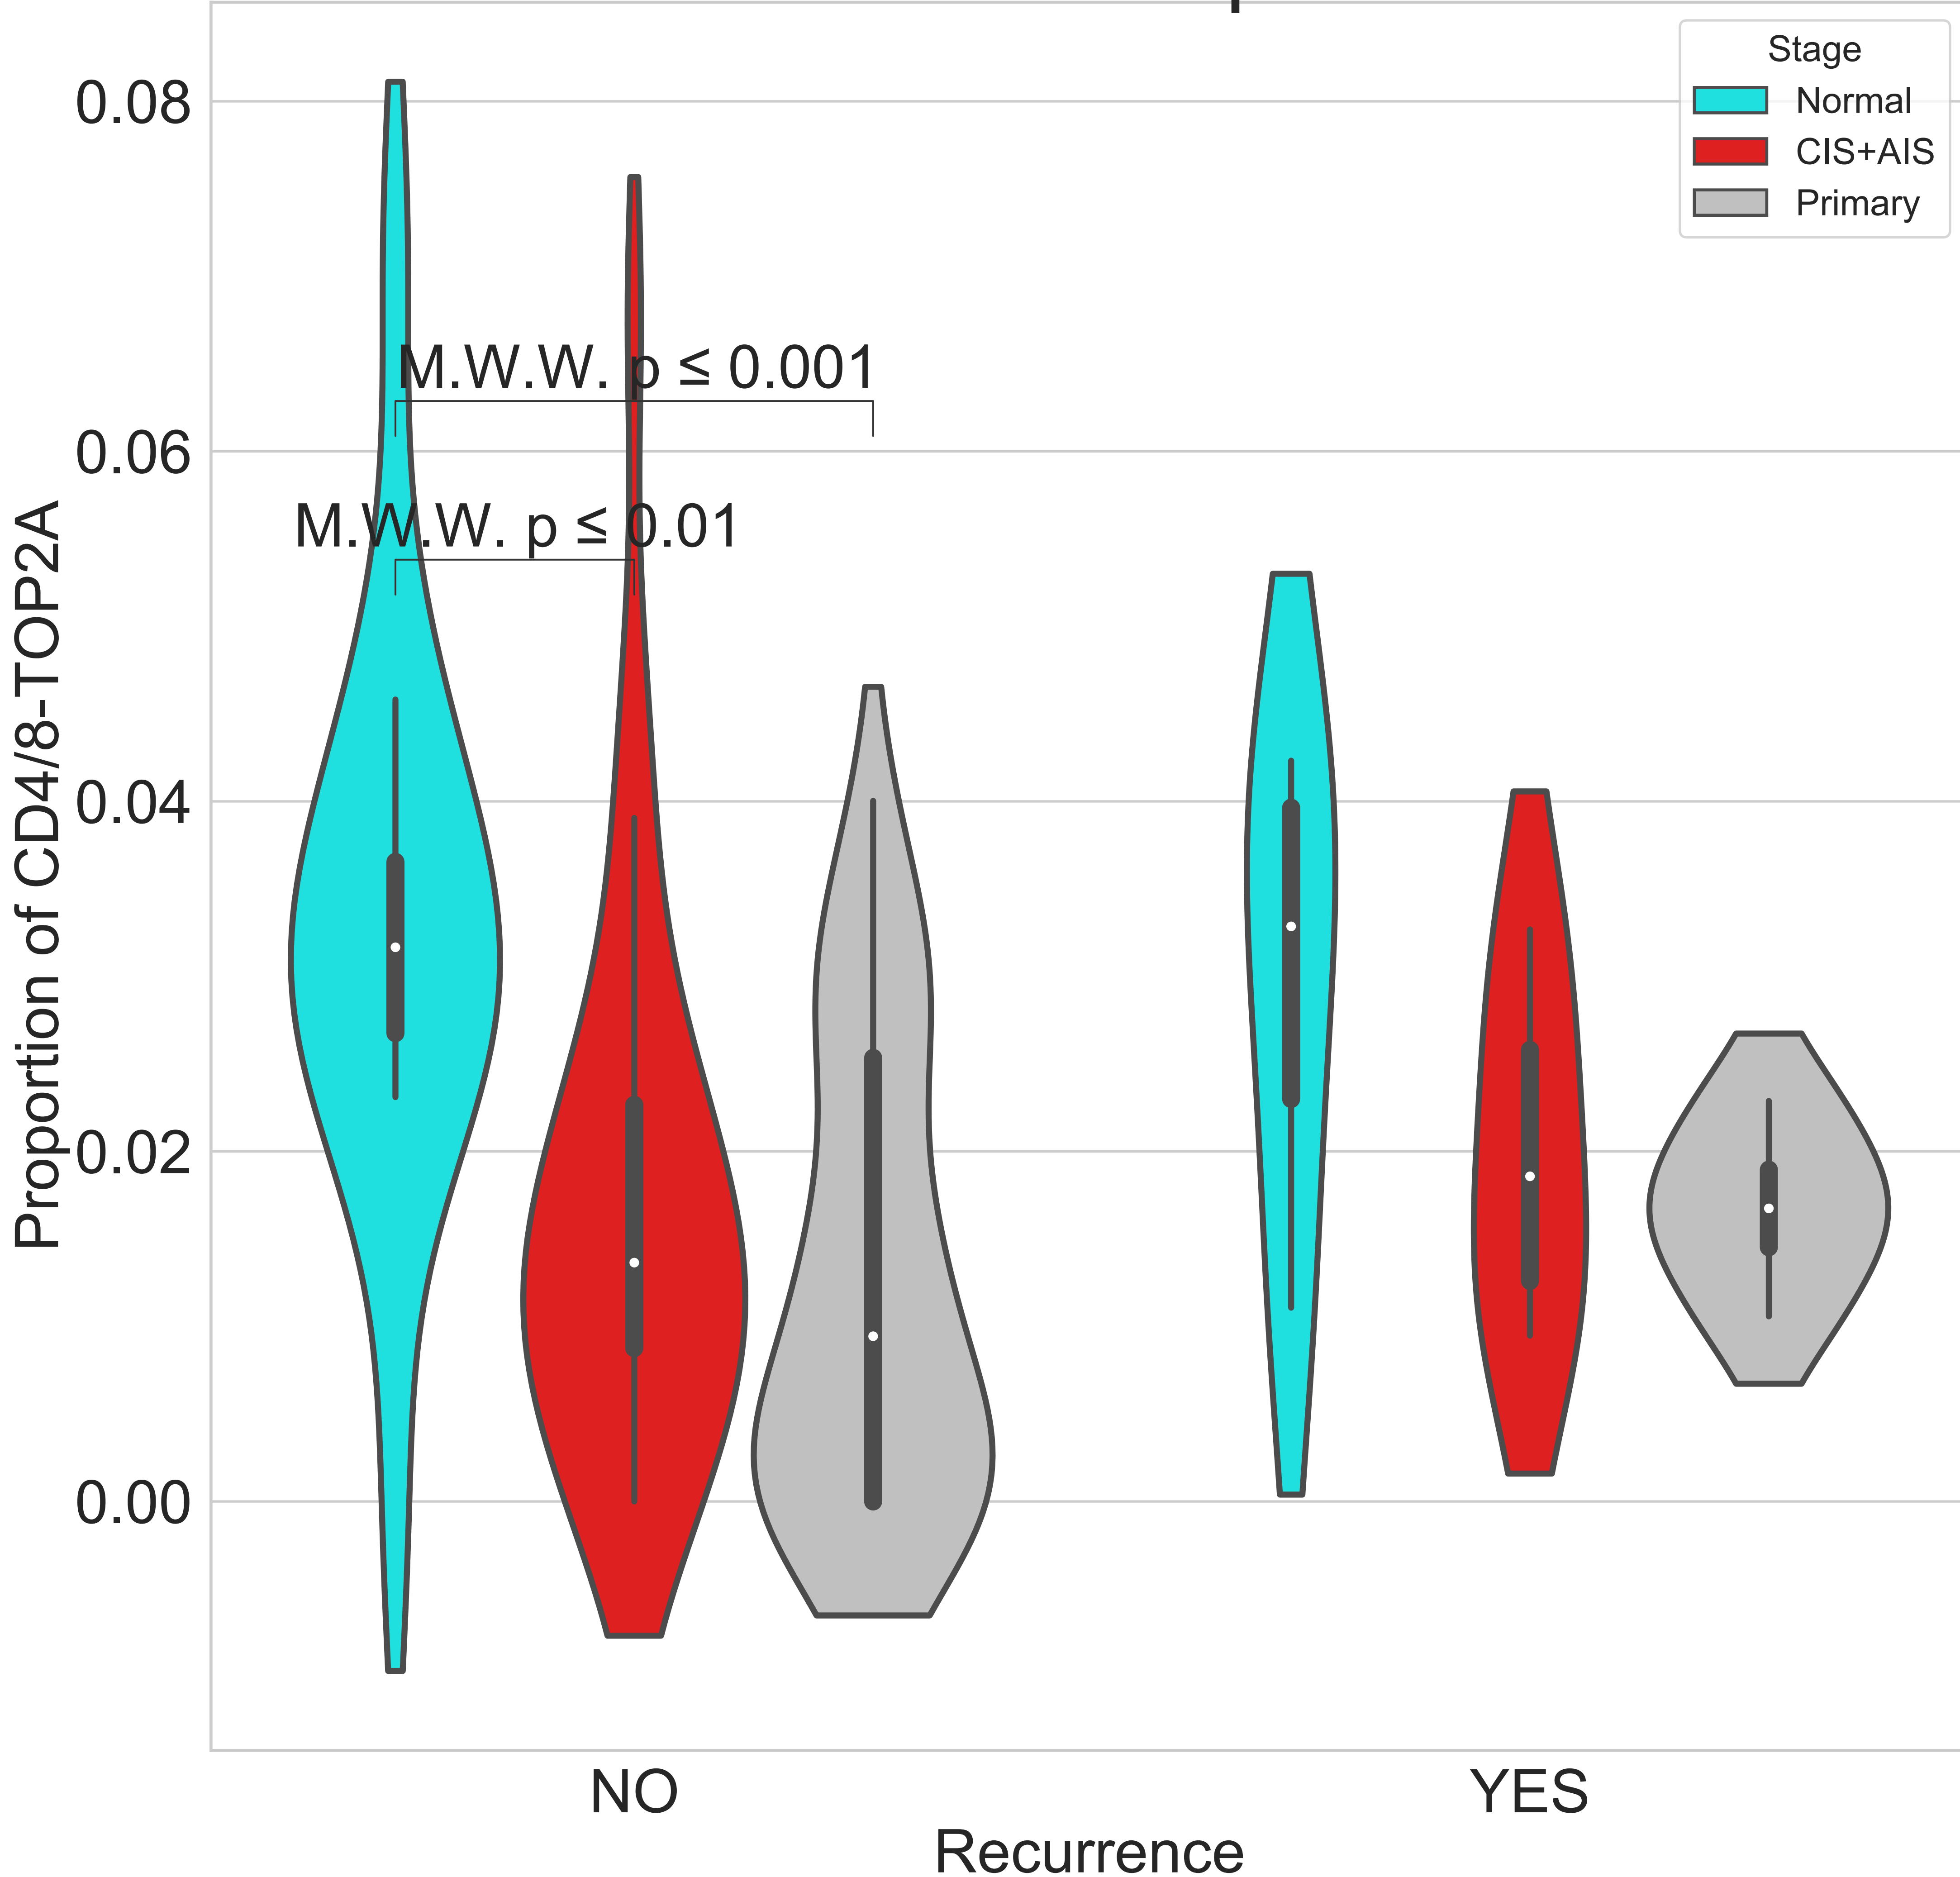 Stage
Normal
CIS+AIS
Primary
0.08
0.06
0.04
0.02
0.00
Proportion of CD4/8-TOP2A
M.W.W. p ≤ 0.001
M.W.W. p ≤ 0.01
NO
YES
Recurrence